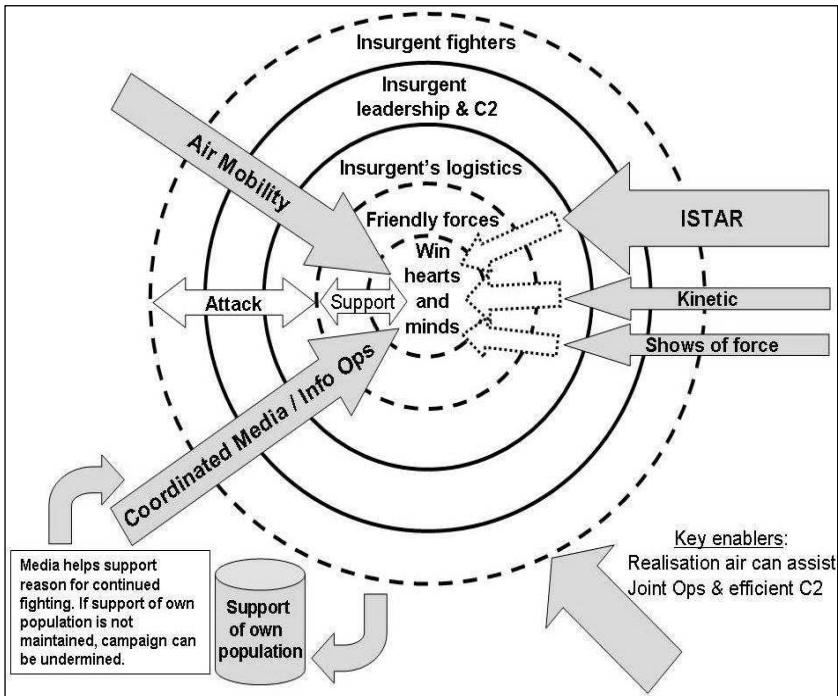 Insurgent fighters
Insurgent
leadership & C2
Insurgent's logistics
Friendly forces
Win
hearts
and
minds
Air Mobility
ISTAR
Kinetic
Shows of force
Attack
Support
Coordinated Media / Info Ops
Media helps support
reason for continued
fighting. If support of own
population is not
maintained, campaign can
be undermined.
Support
of own
population
Key enablers:
Realisation air can assist
Joint Ops & efficient C2